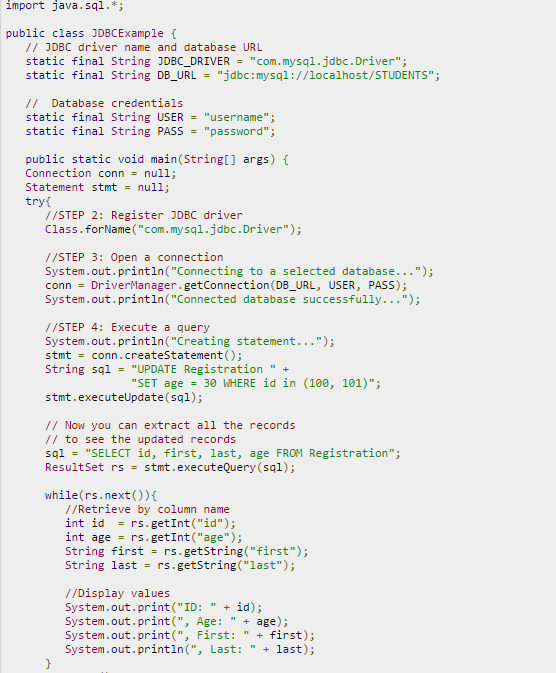 import java.sql.*;
public class JDBCExample {
// JDBC driver name and database URL
static final String JDBC_DRIVER = "com.mysql.jdbc.Driver";
static final String DB_URL = "jdbc:mysql://localhost/STUDENTS";
//  Database credentials
static final String USER = "username";
static final String PASS = "password";
public static void main(String[] args) {
Connection conn = null;
Statement stmt = null;
try{
//STEP 2: Register JDBC driver
Class.forName("com.mysql.jdbc.Driver");
//STEP 3: Open a connection
System.out.println("Connecting to a selected database...");
conn = DriverManager.getConnection(DB_URL, USER, PASS);
System.out.println("Connected database successfully...");
//STEP 4: Execute a query
System.out.println("Creating statement...");
stmt = conn.createStatement();
String sql = "UPDATE Registration " +
"SET age = 30 WHERE id in (100, 101)";
stmt.executeUpdate(sql);
// Now you can extract all the records
// to see the updated records
sql = "SELECT id, first, last, age FROM Registration";
ResultSet rs = stmt.executeQuery(sql);
while(rs.next()){
//Retrieve by column name
int id  = rs.getInt("id");
int age = rs.getInt("age");
String first = rs.getString("first");
String last = rs.getString("last");
//Display values
System.out.print("ID: " + id);
System.out.print(", Age: " + age);
System.out.print(", First: " + first);
System.out.println(", Last: " + last);
}